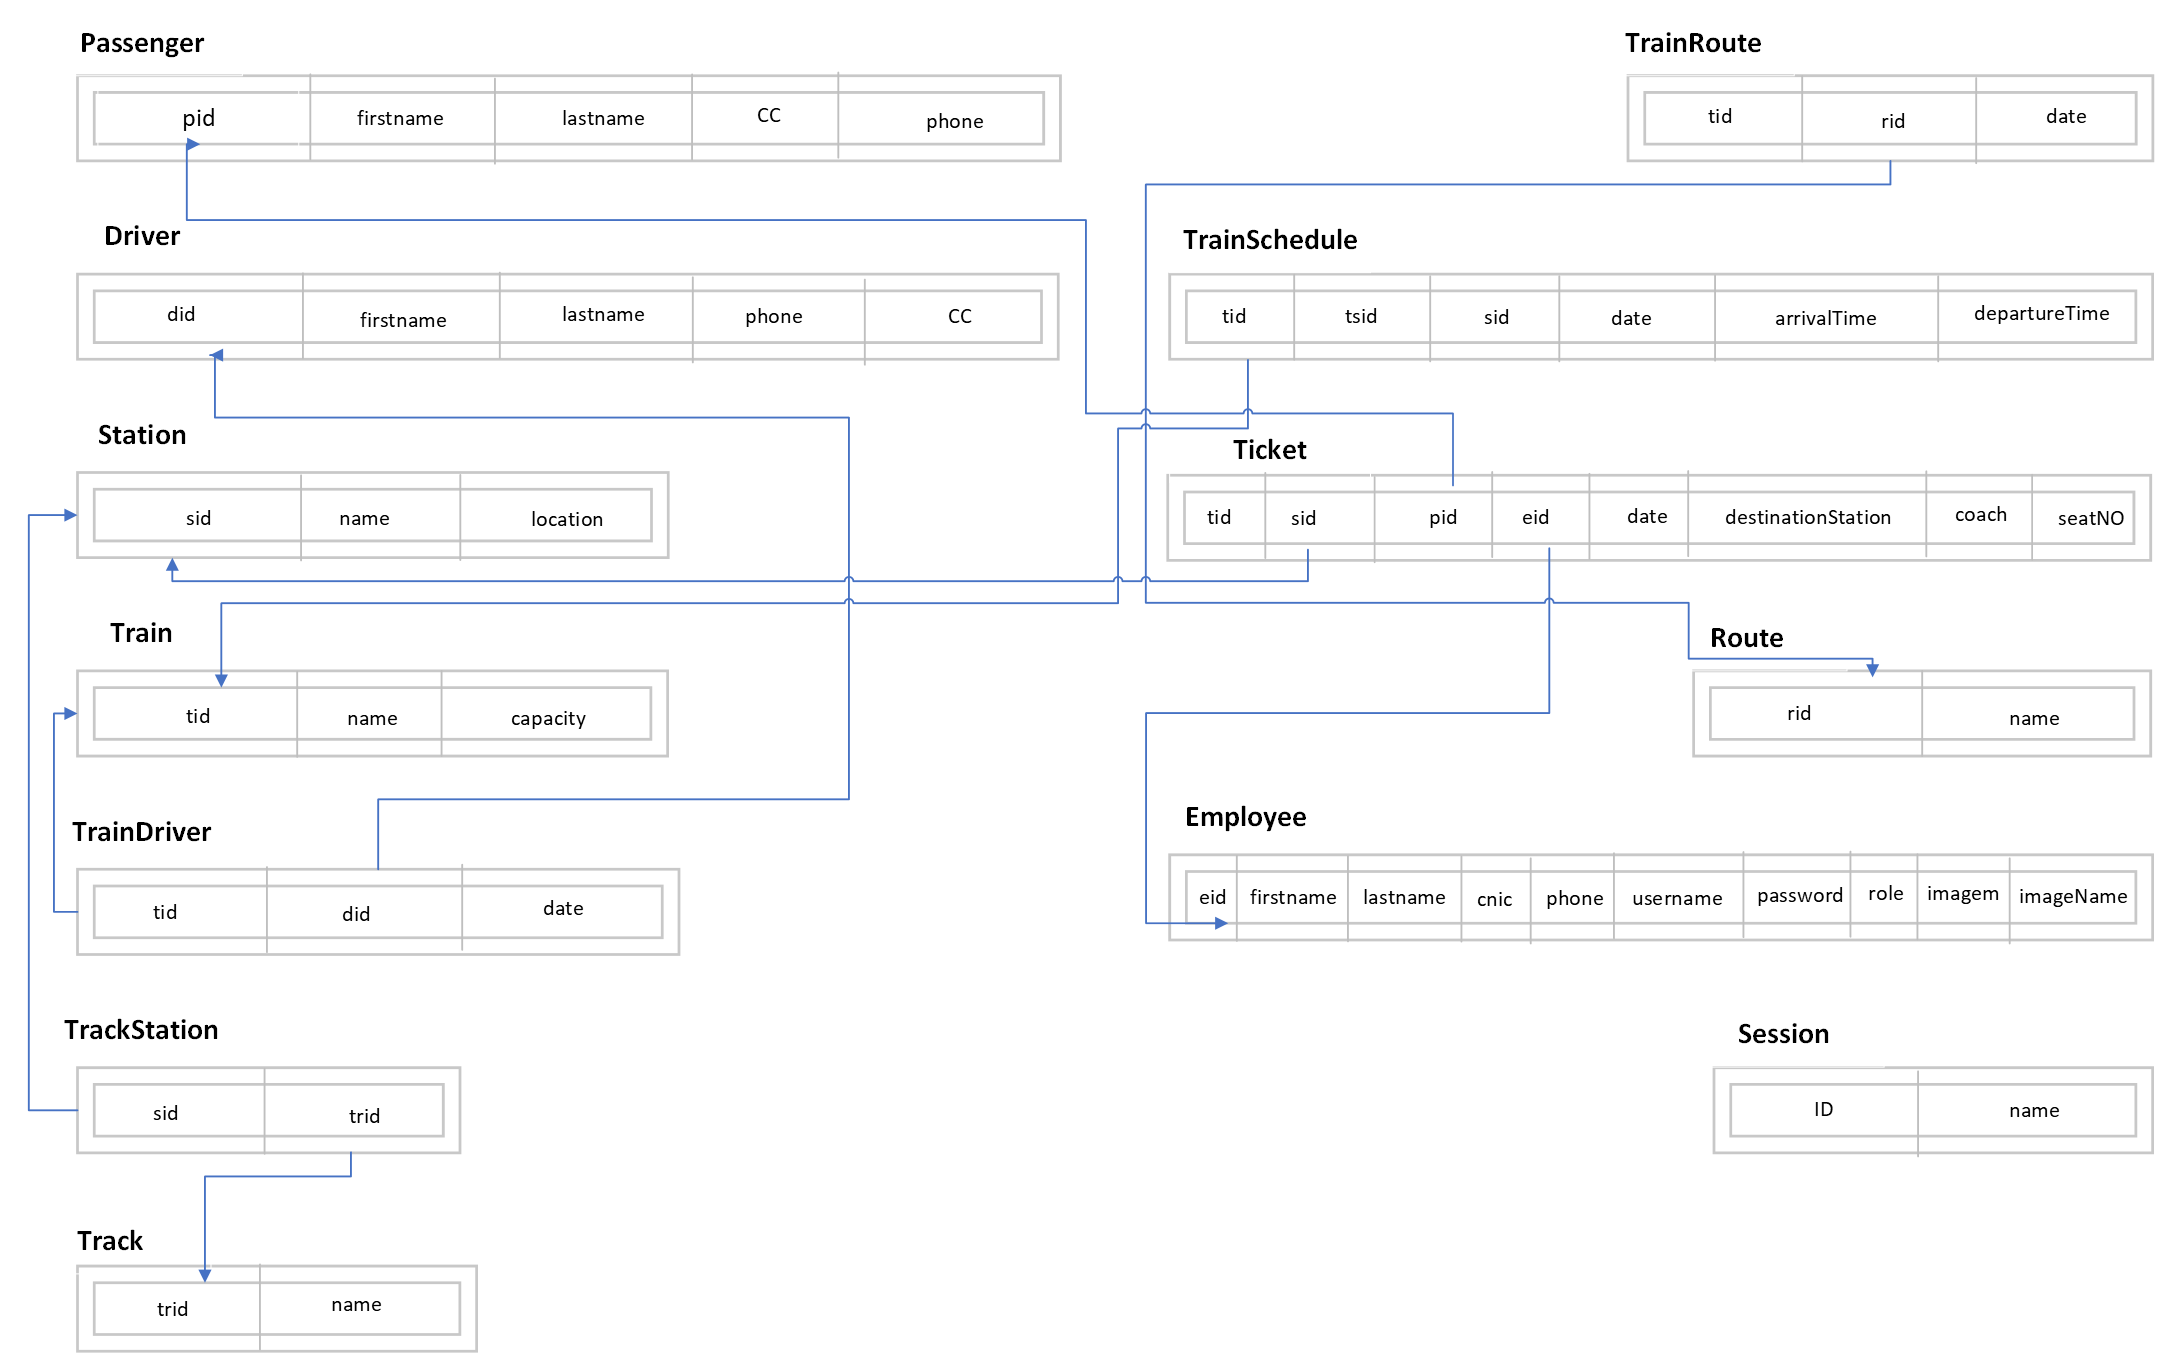 Passenger
pid firstname lastname CC phone
TrainRoute
tid rid date
Driver
did firstname lastname phone CC
TrainSchedule
tid tsid sid date arrivalTime departureTime
Station
sid name location
Ticket
tid sid pid eid date destinationStation coach seatNO
Train
tid name capacity
Route
rid name
TrainDriver
tid did date
Employee
eid firstname lastname cnic phone username password role imagem imageName
TrackStation
sid trid
Session
ID name
Track
trid name